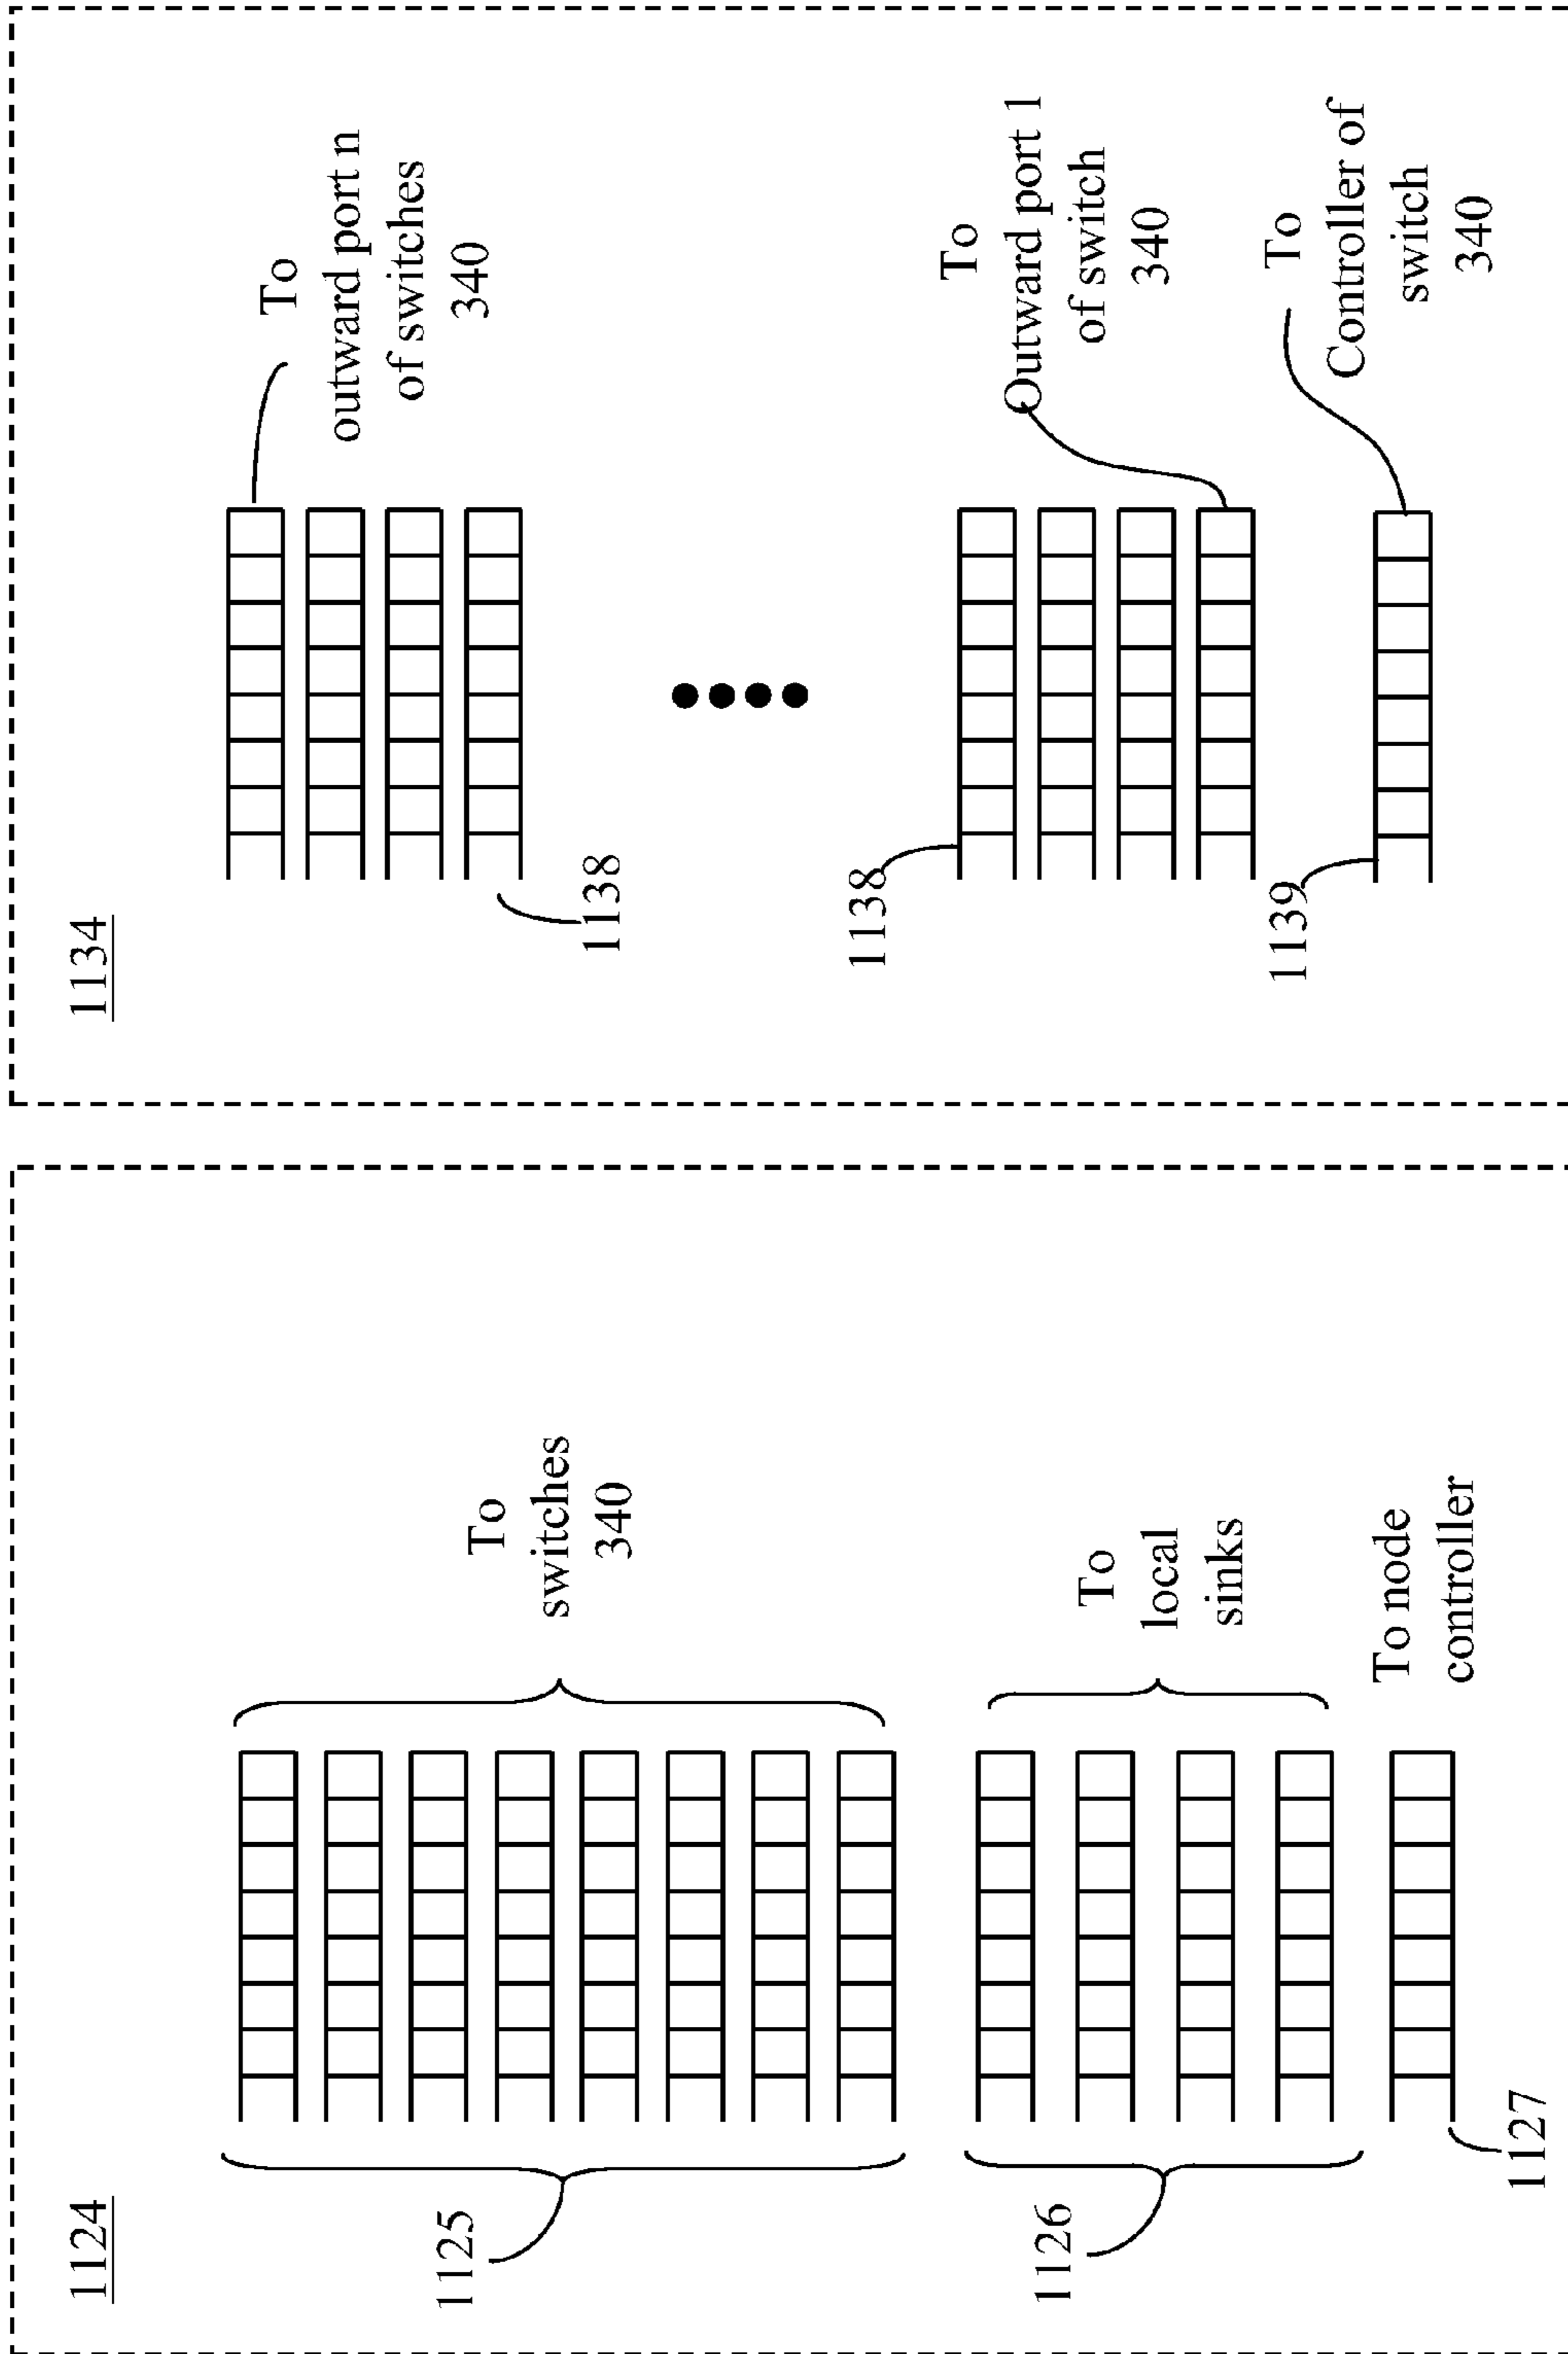 1124
1125
To
switches
340
1126
To
local
sinks
To node
controller
1127
1134
To
outward port n
of switches
340
1138
1138
To
Outward port 1
of switch
340
1139
To
Controller of
switch
340